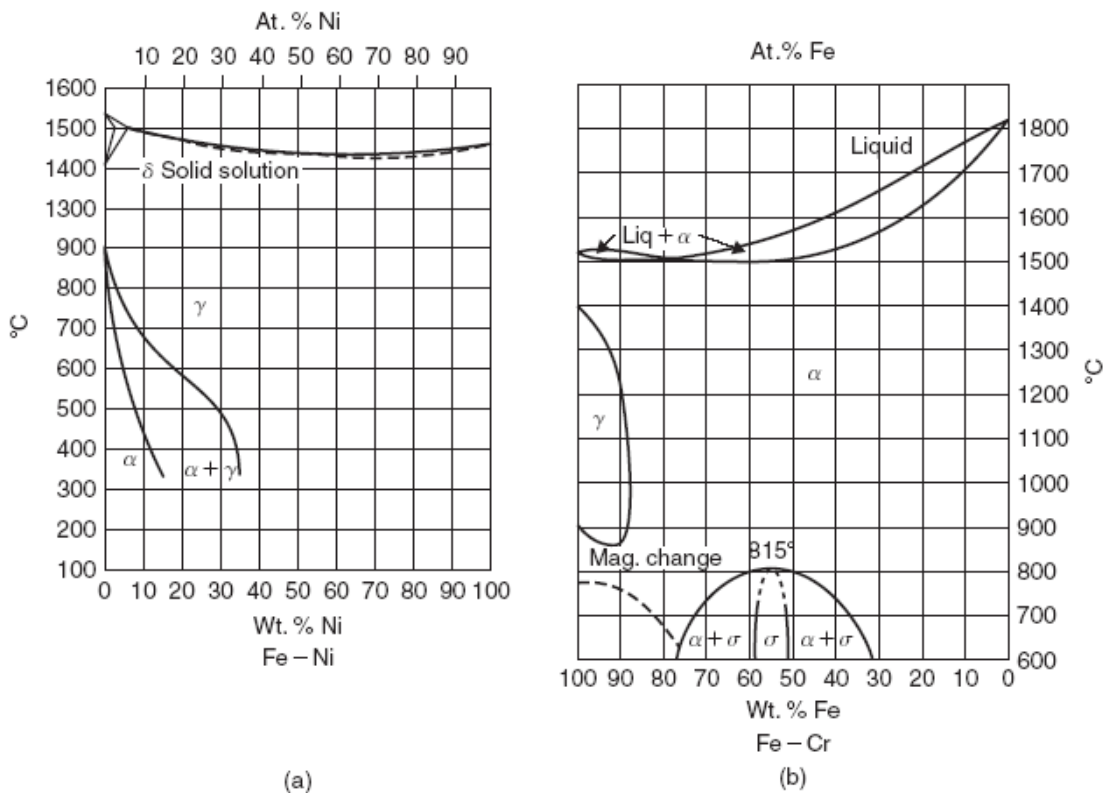 At. % Ni
10 20 30 40 50 60 70 80 90
1600
1500
1400
1300
900
800
700
600
500
400
300
200
100
°C
δ Solid solution
γ
α
α + γ
0 10 20 30 40 50 60 70 80 90 100
Wt. % Ni
Fe – Ni
(a)
At.% Fe
Liquid
Liq + α
α
γ
Mag. change
815°
α + σ σ α + σ
1800
1700
1600
1500
1400
1300
1200
1100
1000
900
800
700
600
°C
100 90 80 70 60 50 40 30 20 10 0
Wt. % Fe
Fe – Cr
(b)